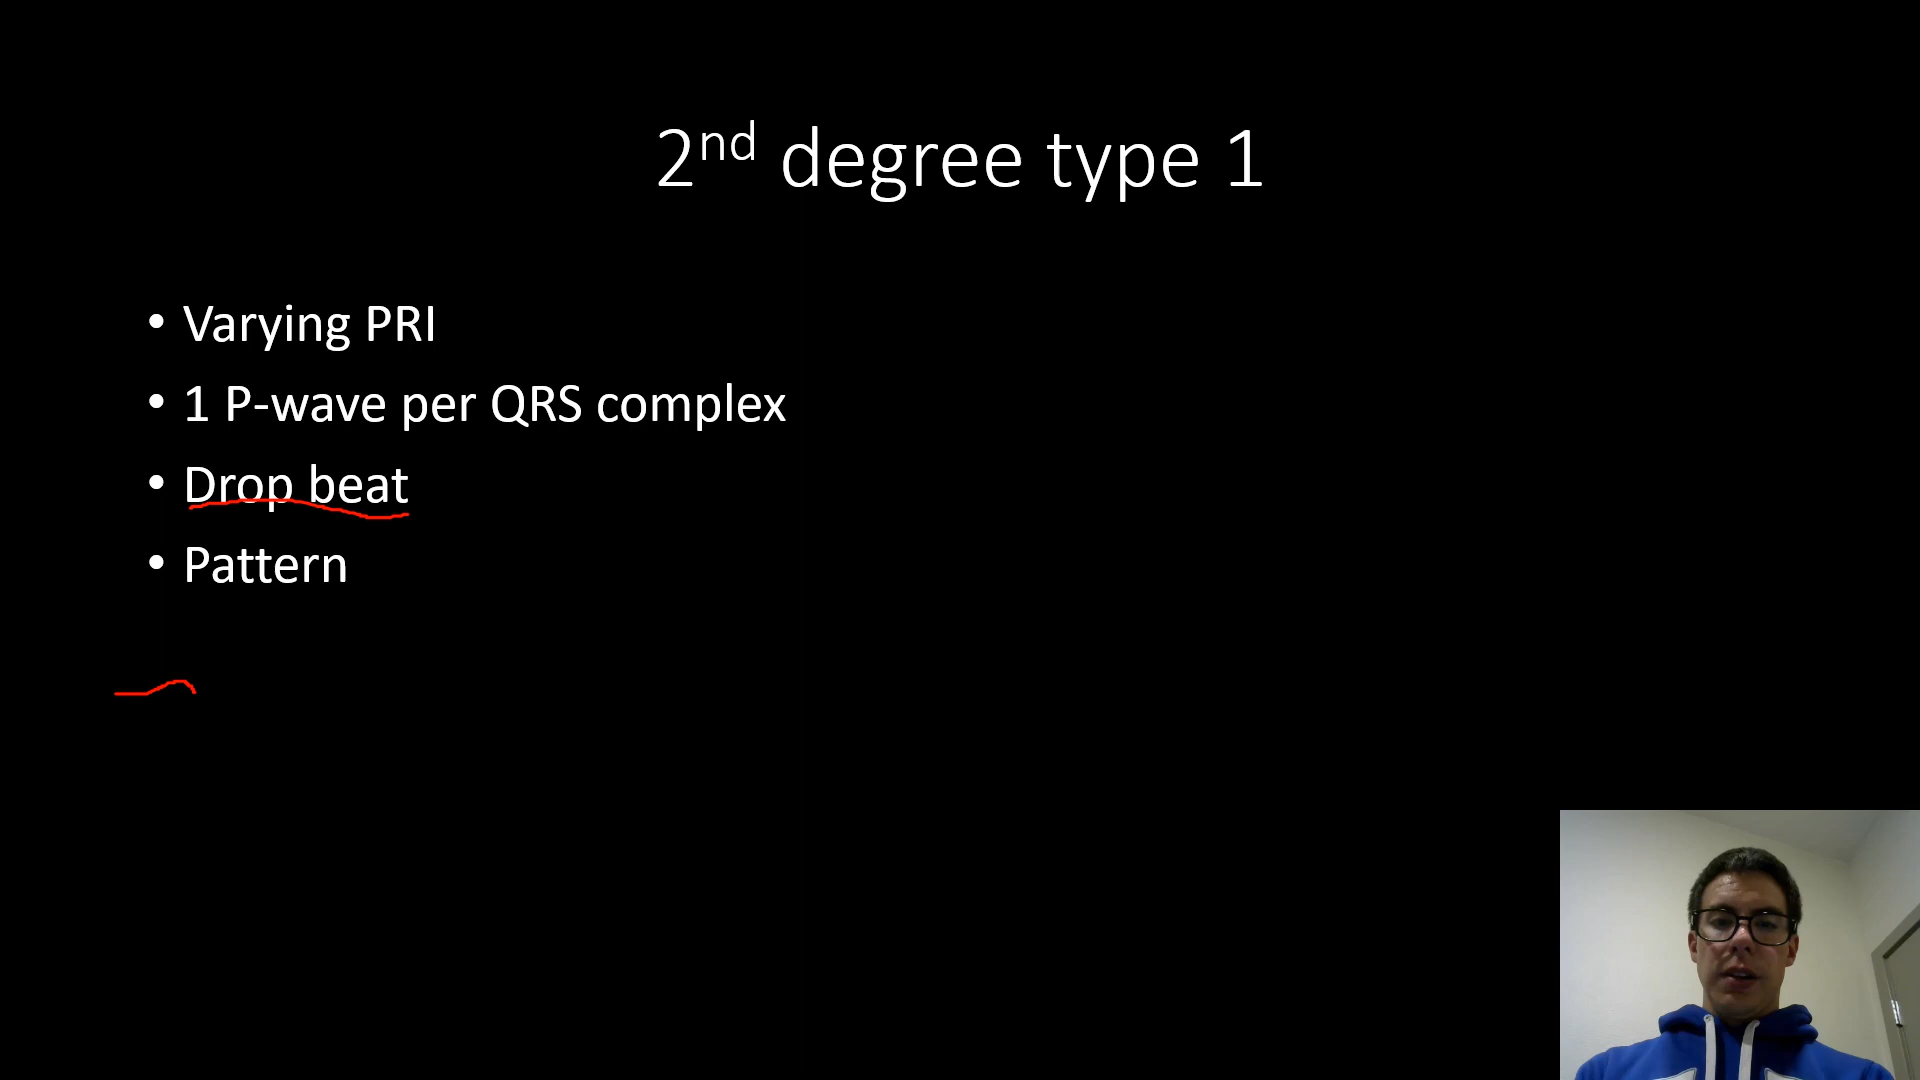 2nd degree type 1
• Varying PRI
• 1 P-wave per QRS complex
• Drop beat
• Pattern